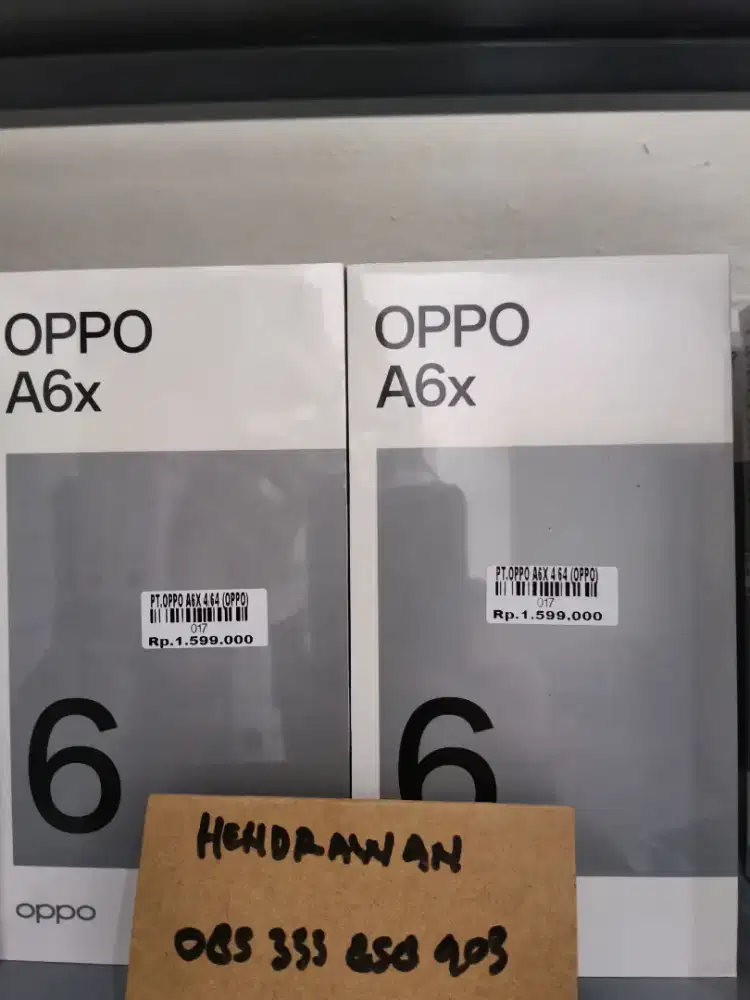 OPPO
A6x
PT.OPPO A6X 4 64 (OPPO)
017
Rp.1.599.000
6
oppo
OPPO
A6x
PT.OPPO A6X 4 64 (OPPO)
017
Rp.1.599.000
6
HENDRAWAN
085 333 858 903